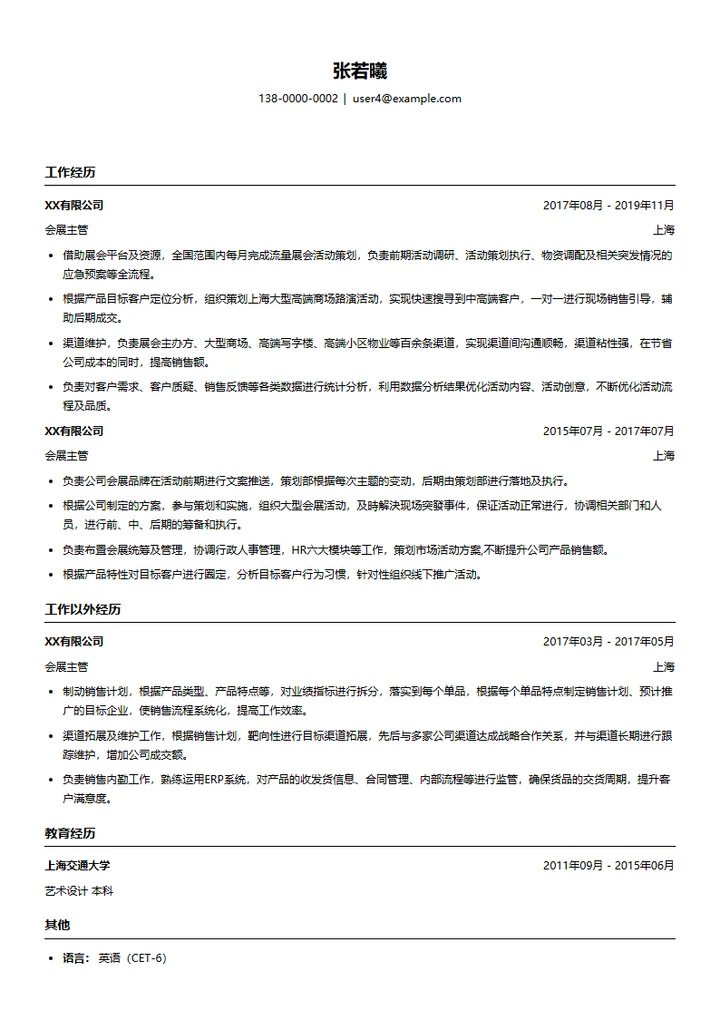 张若曦
138-0000-0002 | user4@example.com
工作经历
XX有限公司 2017年08月 - 2019年11月
会展主管 上海
• 借助展会平台及资源，全国范围内每月完成流量展会活动策划，负责前期活动调研、活动策划执行、物资调配及相关突发情况的
应急预案等全流程。
• 根据产品目标客户定位分析，组织策划上海大型高端商场路演活动，实现快速搜寻到中高端客户，一对一进行现场销售引导，辅
助后期成交。
• 渠道维护，负责展会主办方、大型商场、高端写字楼、高端小区物业等百余条渠道，实现渠道间沟通顺畅，渠道粘性强，在节省
公司成本的同时，提高销售额。
• 负责对客户需求、客户质疑、销售反馈等各类数据进行统计分析，利用数据分析结果优化活动内容、活动创意，不断优化活动流
程及品质。
XX有限公司 2015年07月 - 2017年07月
会展主管 上海
• 负责公司会展品牌在活动前期进行文案推送，策划部根据每次主题的变动，后期由策划部进行落地及执行。
• 根据公司制定的方案，参与策划和实施，组织大型会展活动，及時解決现场突發事件，保证活动正常进行，协调相关部门和人
员，进行前、中、后期的筹备和执行。
• 负责布置会展统筹及管理，协调行政人事管理，HR六大模块等工作，策划市场活动方案,不断提升公司产品销售额。
• 根据产品特性对目标客户进行圆定，分析目标客户行为习惯，针对性组织线下推广活动。
工作以外经历
XX有限公司 2017年03月 - 2017年05月
会展主管 上海
• 制动销售计划，根据产品类型、产品特点等，对业绩指标进行拆分，落实到每个单品，根据每个单品特点制定销售计划、预计推
广的目标企业，使销售流程系统化，提高工作效率。
• 渠道拓展及维护工作，根据销售计划，靶向性进行目标渠道拓展，先后与多家公司渠道达成战略合作关系，并与渠道长期进行跟
踪维护，增加公司成交额。
• 负责销售内勤工作，熟练运用ERP系统，对产品的收发货信息、合同管理、内部流程等进行监管，确保货品的交货周期，提升客
户满意度。
教育经历
上海交通大学 2011年09月 - 2015年06月
艺术设计 本科
其他
• 语言： 英语（CET-6）